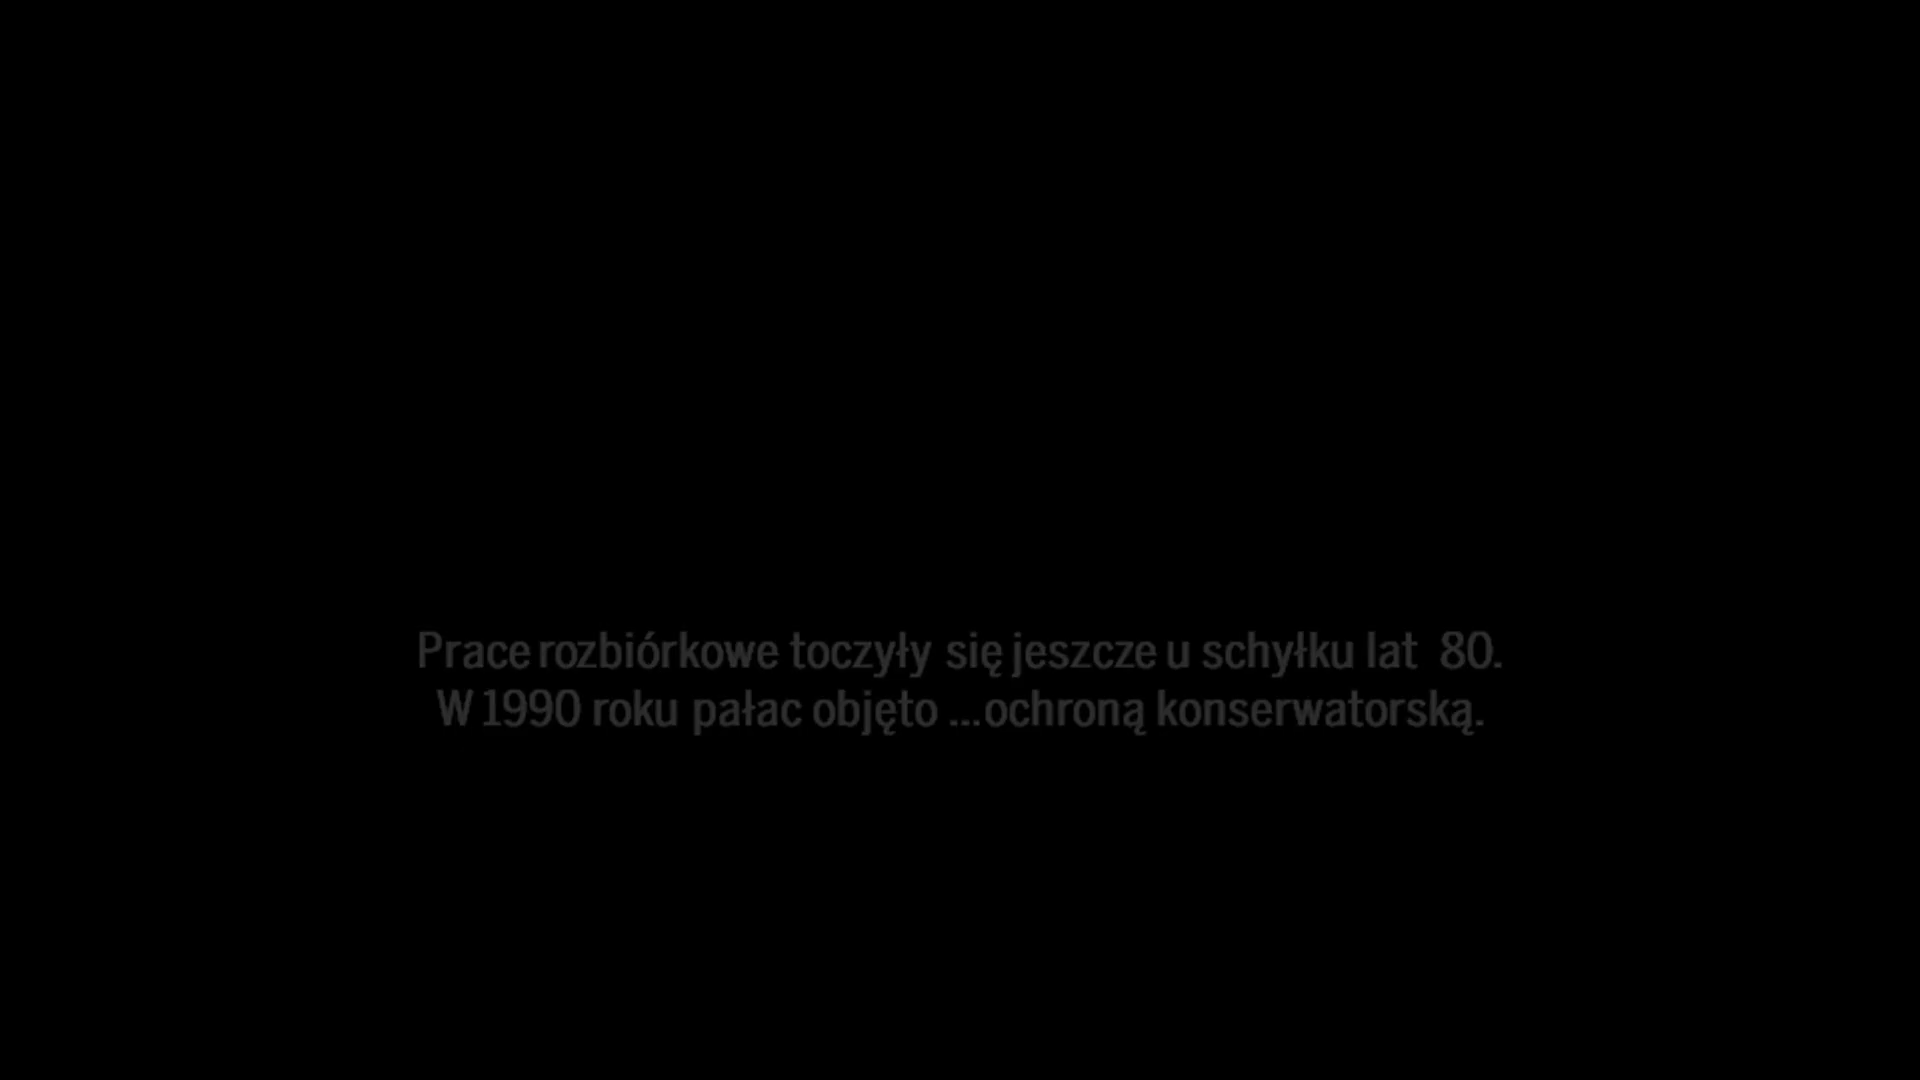 Prace rozbiórkowe toczyły się jeszcze u schyłku lat 80.
W 1990 roku pałac objęto ...ochroną konserwatorską.